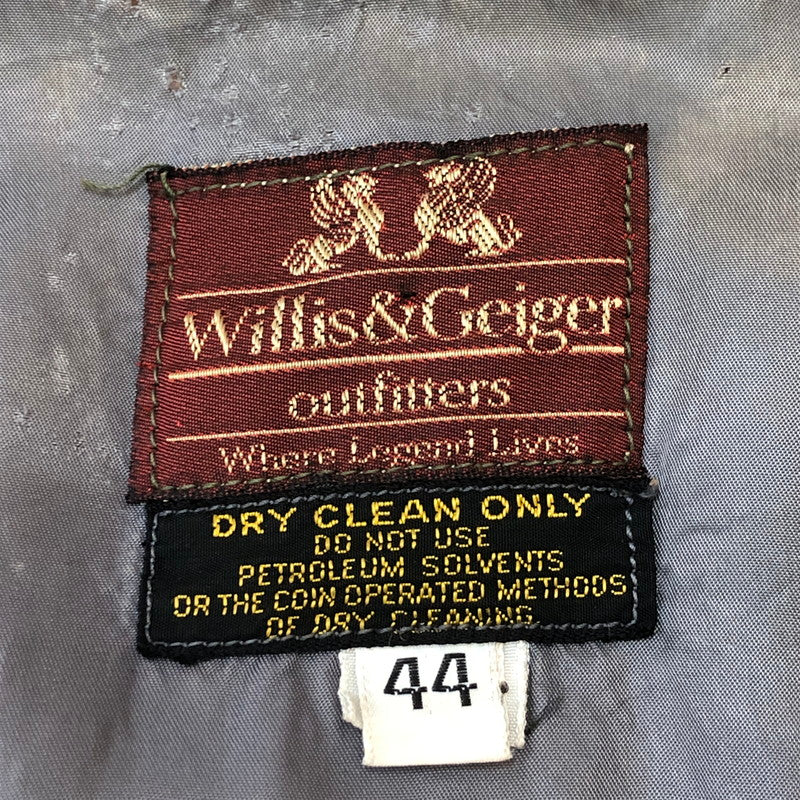 Willis&Geiger
outfitters
Where Legend Lives
DRY CLEAN ONLY
DO NOT USE
PETROLEUM SOLVENTS
OR THE COIN OPERATED METHODS
OF DRY CLEANING
44